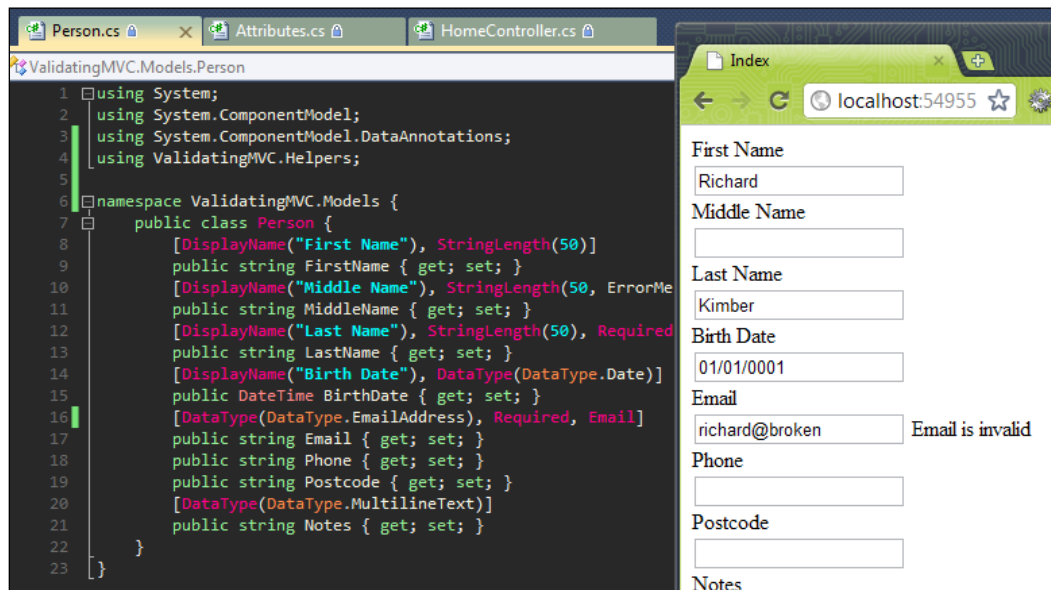 Person.cs
Attributes.cs
HomeController.cs
ValidatingMVC.Models.Person
1 using System;
2 using System.ComponentModel;
3 using System.ComponentModel.DataAnnotations;
4 using ValidatingMVC.Helpers;
5
6 namespace ValidatingMVC.Models {
7 public class Person {
8 [DisplayName("First Name"), StringLength(50)]
9 public string FirstName { get; set; }
10 [DisplayName("Middle Name"), StringLength(50, ErrorMe
11 public string MiddleName { get; set; }
12 [DisplayName("Last Name"), StringLength(50), Required
13 public string LastName { get; set; }
14 [DisplayName("Birth Date"), DataType(DataType.Date)]
15 public DateTime BirthDate { get; set; }
16 [DataType(DataType.EmailAddress), Required, Email]
17 public string Email { get; set; }
18 public string Phone { get; set; }
19 public string Postcode { get; set; }
20 [DataType(DataType.MultilineText)]
21 public string Notes { get; set; }
22 }
23 }
Index
localhost:54955
First Name
Richard
Middle Name
Last Name
Kimber
Birth Date
01/01/0001
Email
richard@broken Email is invalid
Phone
Postcode
Notes